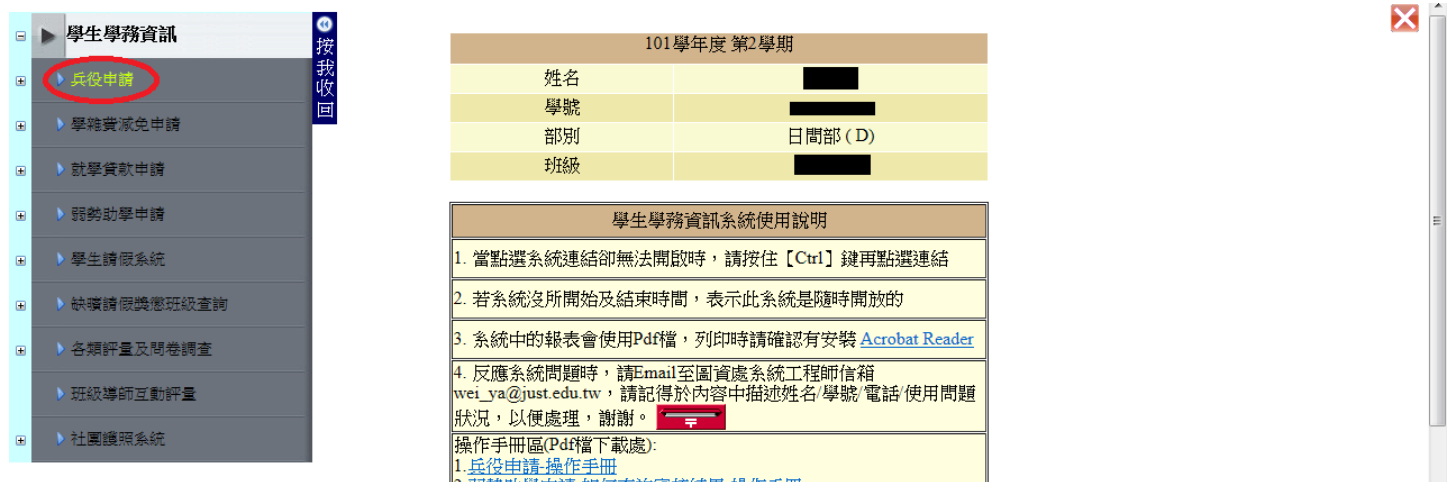 學生學務資訊
兵役申請
學雜費減免申請
就學貸款申請
弱勢助學申請
學生請假系統
缺曠請假獎懲班級查詢
各類評量及問卷調查
班級導師互動評量
社團護照系統
按我收回
101學年度 第2學期
姓名
學號
部別 日間部 ( D)
班級
學生學務資訊系統使用說明
1. 當點選系統連結卻無法開啟時，請按住【Ctrl】鍵再點選連結
2. 若系統沒所開始及結束時間，表示此系統是隨時開放的
3. 系統中的報表會使用Pdf檔，列印時請確認有安裝 Acrobat Reader
4. 反應系統問題時，請Email至圖資處系統工程師信箱
wei_ya@just.edu.tw，請記得於內容中描述姓名/學號/電話/使用問題
狀況，以便處理，謝謝。
操作手冊區(Pdf檔下載處):
1.兵役申請-操作手冊